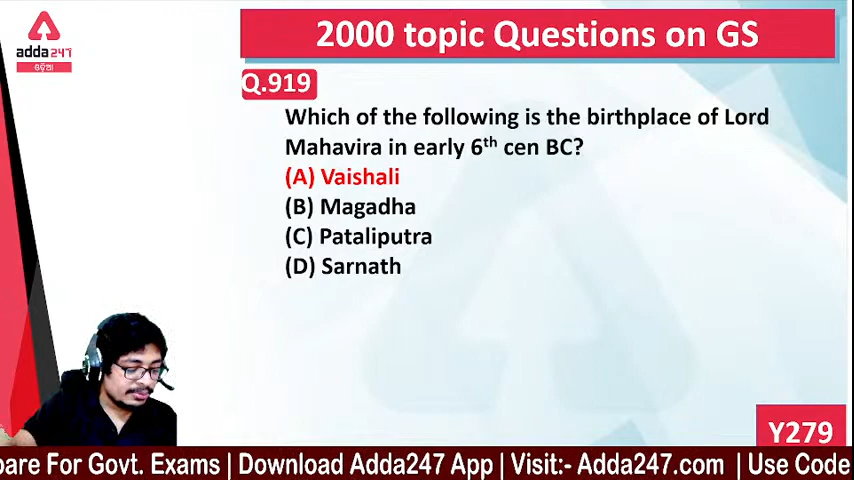 adda247
ଓଡ଼ିଆ
2000 topic Questions on GS
Q.919
Which of the following is the birthplace of Lord
Mahavira in early 6th cen BC?
(A) Vaishali
(B) Magadha
(C) Pataliputra
(D) Sarnath
Y279
pare For Govt. Exams | Download Adda247 App | Visit:- Adda247.com | Use Code